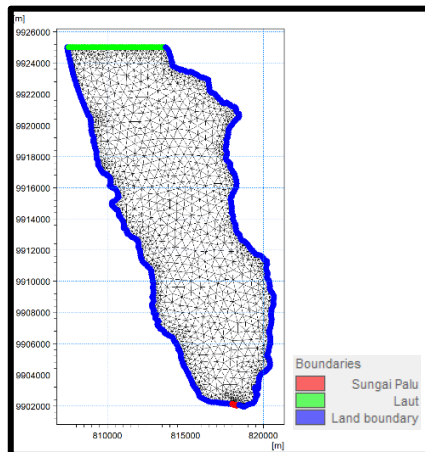 9926000
[m]
9924000
9922000
9920000
9918000
9916000
9914000
9912000
9910000
9908000
9906000
9904000
9902000
810000 815000 820000
[m]
Boundaries
Sungai Palu
Laut
Land boundary